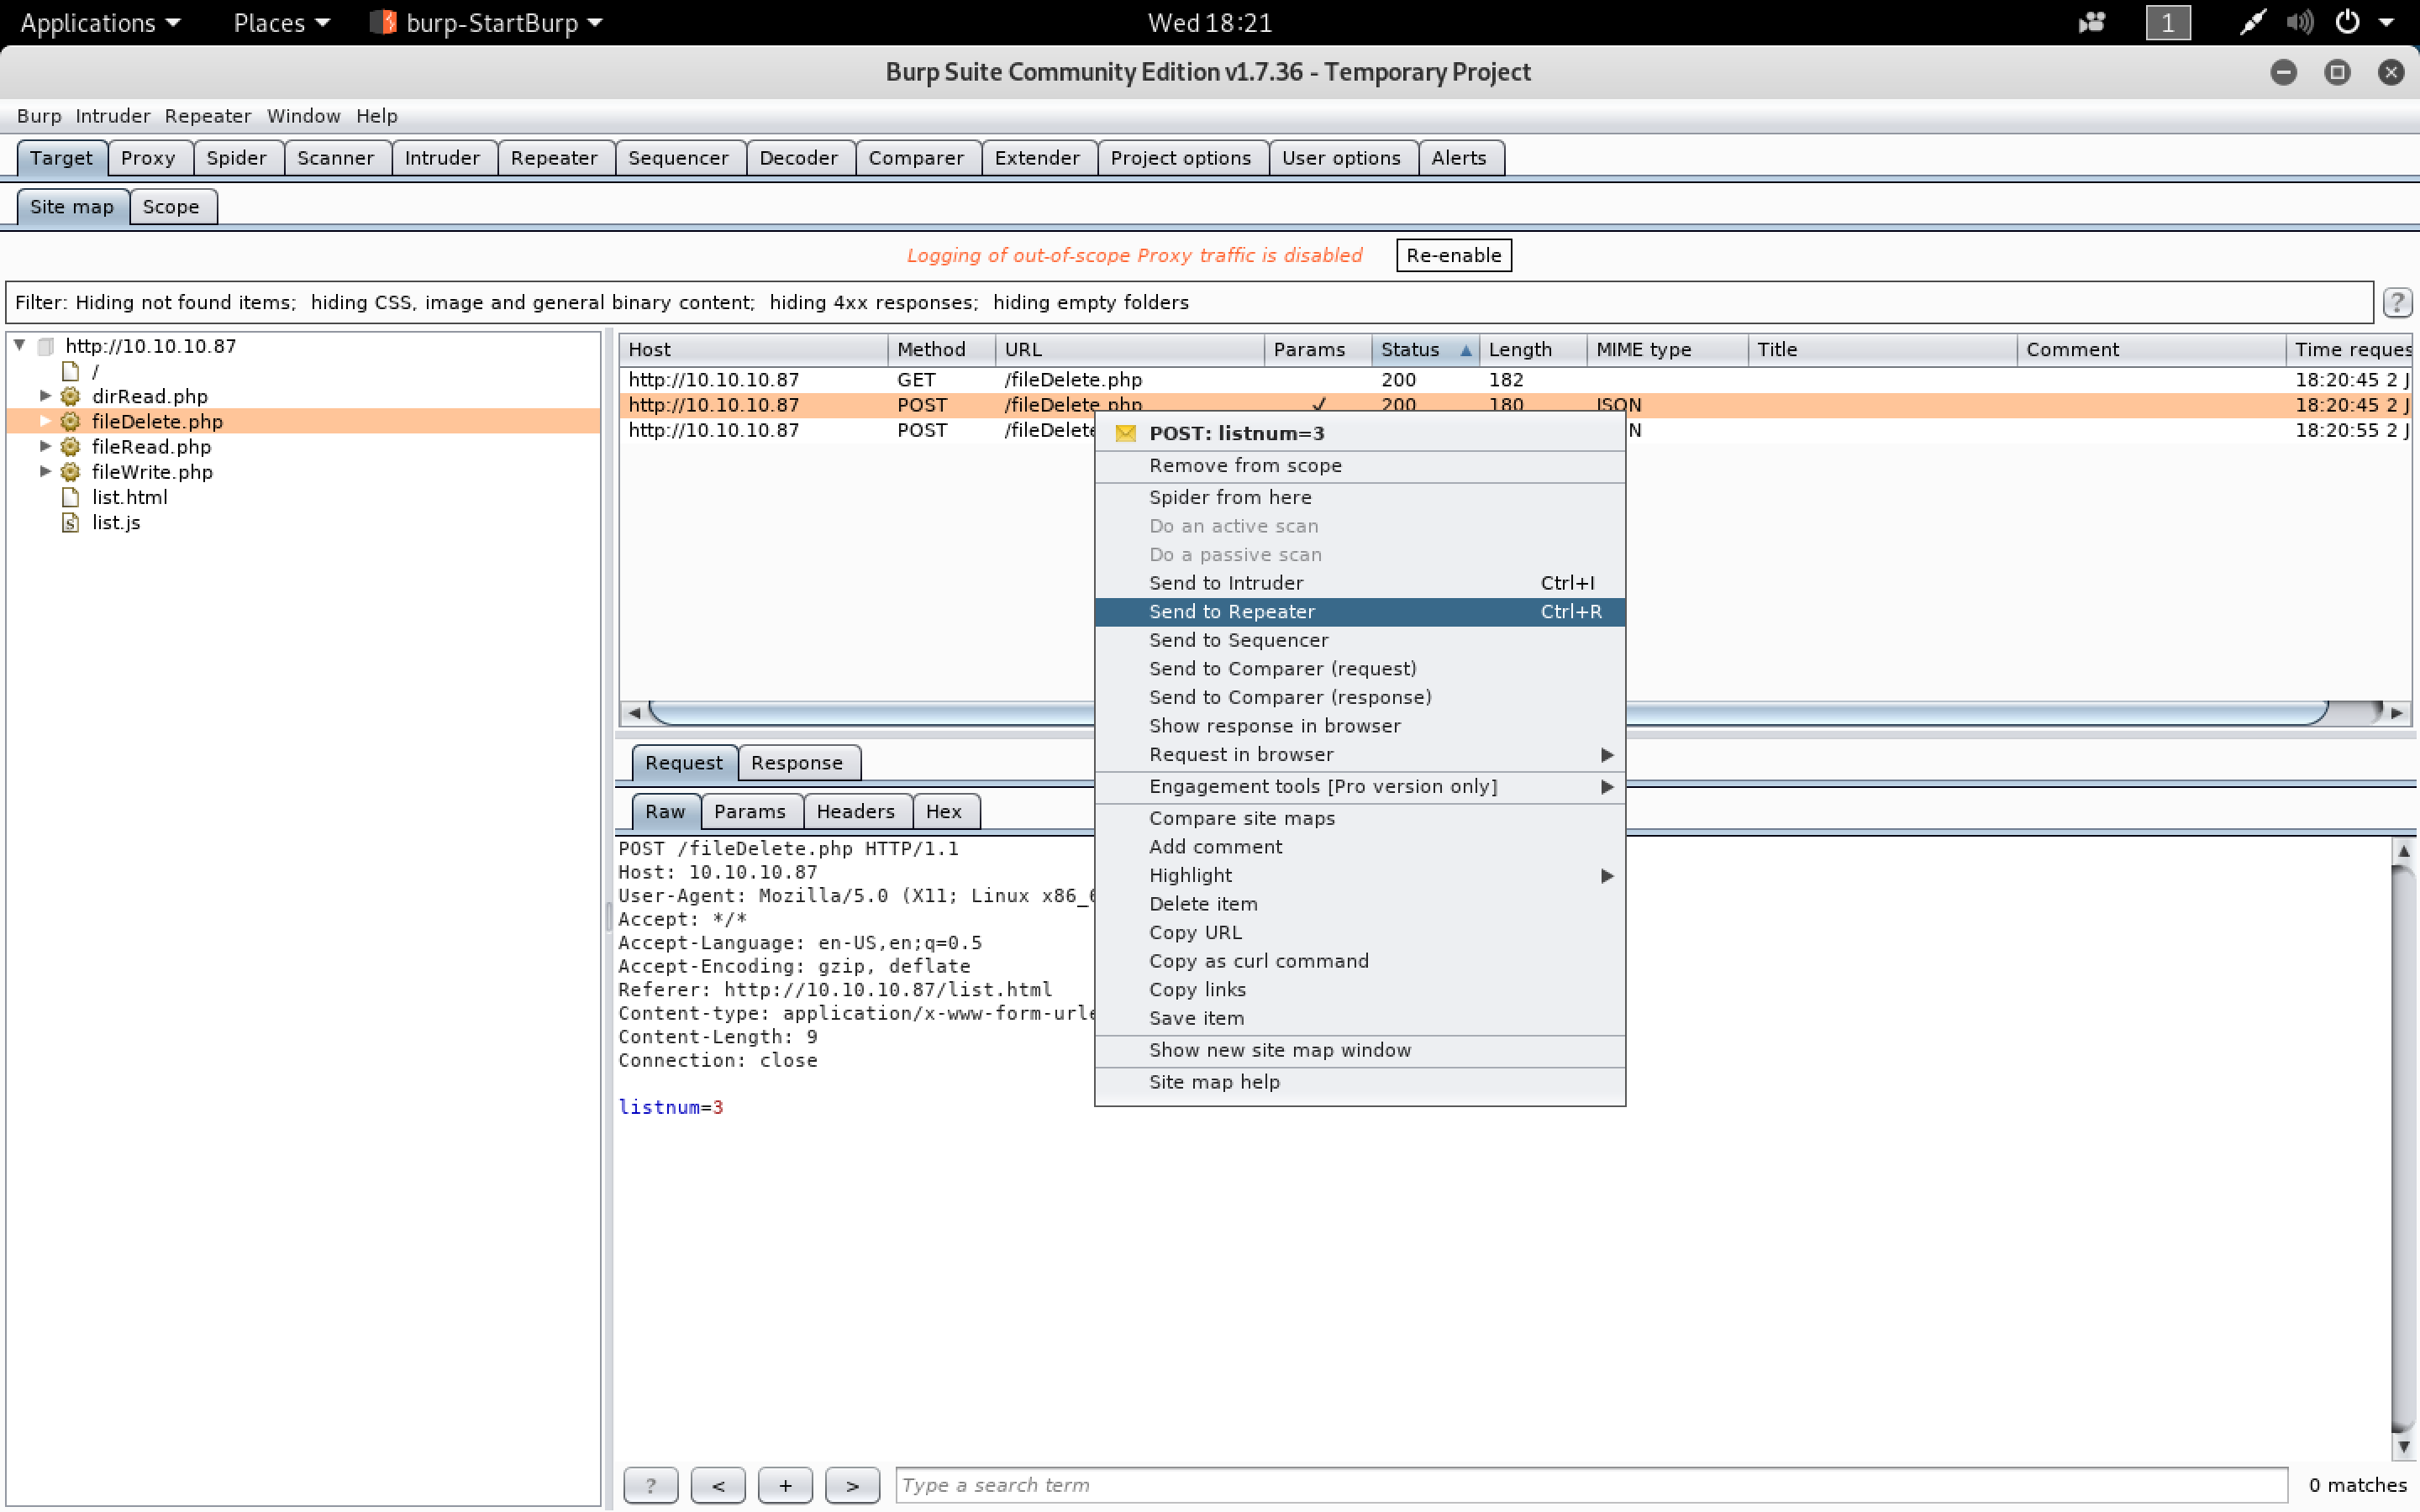 Applications Places burp-StartBurp Wed 18:21 1
Burp Suite Community Edition v1.7.36 - Temporary Project
Burp Intruder Repeater Window Help
Target Proxy Spider Scanner Intruder Repeater Sequencer Decoder Comparer Extender Project options User options Alerts
Site map Scope
Logging of out-of-scope Proxy traffic is disabled Re-enable
Filter: Hiding not found items; hiding CSS, image and general binary content; hiding 4xx responses; hiding empty folders ?
http://10.10.10.87
/
dirRead.php
fileDelete.php
fileRead.php
fileWrite.php
list.html
list.js
Host Method URL Params Status Length MIME type Title Comment Time reques
http://10.10.10.87 GET /fileDelete.php 200 182 18:20:45 2 J
http://10.10.10.87 POST /fileDelete.php ✓ 200 180 JSON 18:20:45 2 J
http://10.10.10.87 POST /fileDelete N 18:20:55 2 J
POST: listnum=3
Remove from scope
Spider from here
Do an active scan
Do a passive scan
Send to Intruder Ctrl+I
Send to Repeater Ctrl+R
Send to Sequencer
Send to Comparer (request)
Send to Comparer (response)
Show response in browser
Request in browser
Engagement tools [Pro version only]
Compare site maps
Add comment
Highlight
Delete item
Copy URL
Copy as curl command
Copy links
Save item
Show new site map window
Site map help
Request Response
Raw Params Headers Hex
POST /fileDelete.php HTTP/1.1
Host: 10.10.10.87
User-Agent: Mozilla/5.0 (X11; Linux x86_6
Accept: */*
Accept-Language: en-US,en;q=0.5
Accept-Encoding: gzip, deflate
Referer: http://10.10.10.87/list.html
Content-type: application/x-www-form-urle
Content-Length: 9
Connection: close
listnum=3
? < + > Type a search term 0 matches